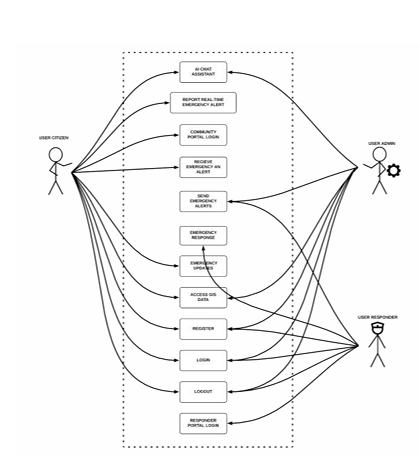 AI CHAT
ASSISTANT
REPORT REAL-TIME
EMERGENCY ALERT
USER CITIZEN
COMMUNITY
PORTAL LOGIN
USER ADMIN
RECIEVE
EMERGENCY AN
ALERT
SEND
EMERGENCY
ALERTS
EMERGENCY
RESPONSE
EMERGENCY
UPDATES
ACCESS GIS
DATA
USER RESPONDER
REGISTER
LOGIN
LOGOUT
RESPONDER
PORTAL LOGIN